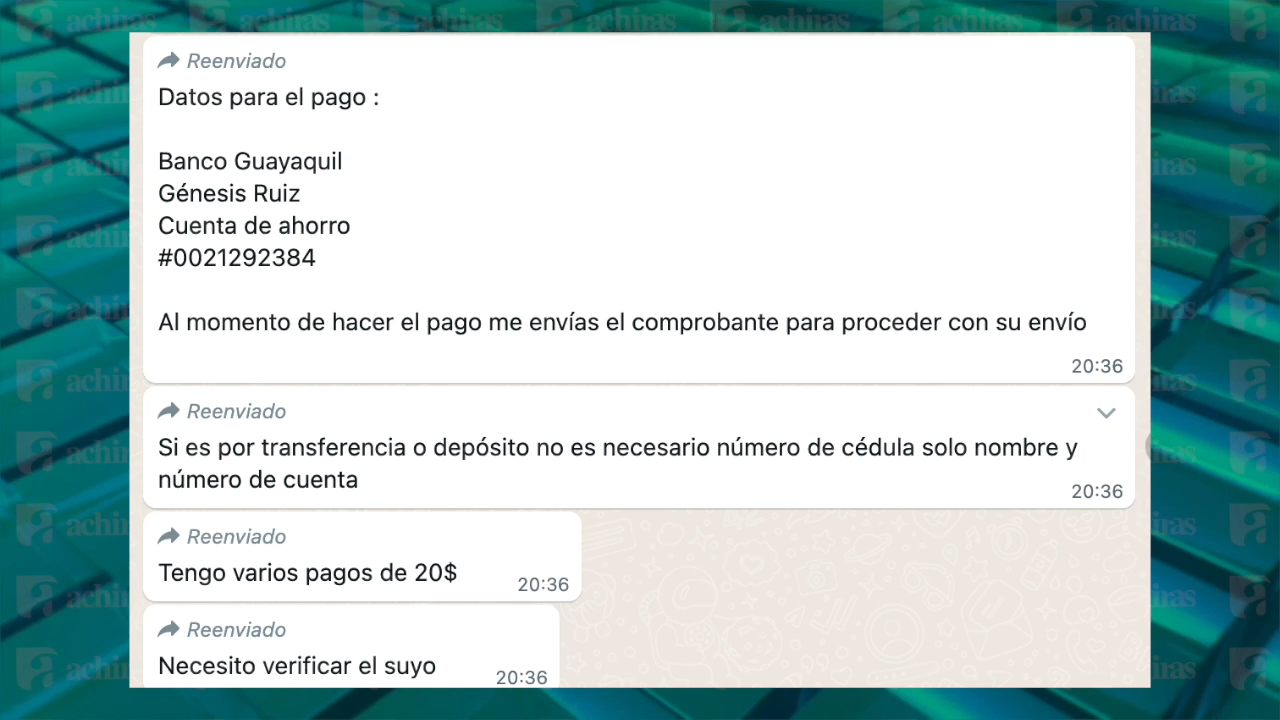 Reenviado
Datos para el pago :
Banco Guayaquil
Génesis Ruiz
Cuenta de ahorro
#0021292384
Al momento de hacer el pago me envías el comprobante para proceder con su envío
20:36
Reenviado
Si es por transferencia o depósito no es necesario número de cédula solo nombre y
número de cuenta
20:36
Reenviado
Tengo varios pagos de 20$
20:36
Reenviado
Necesito verificar el suyo
20:36
achiras